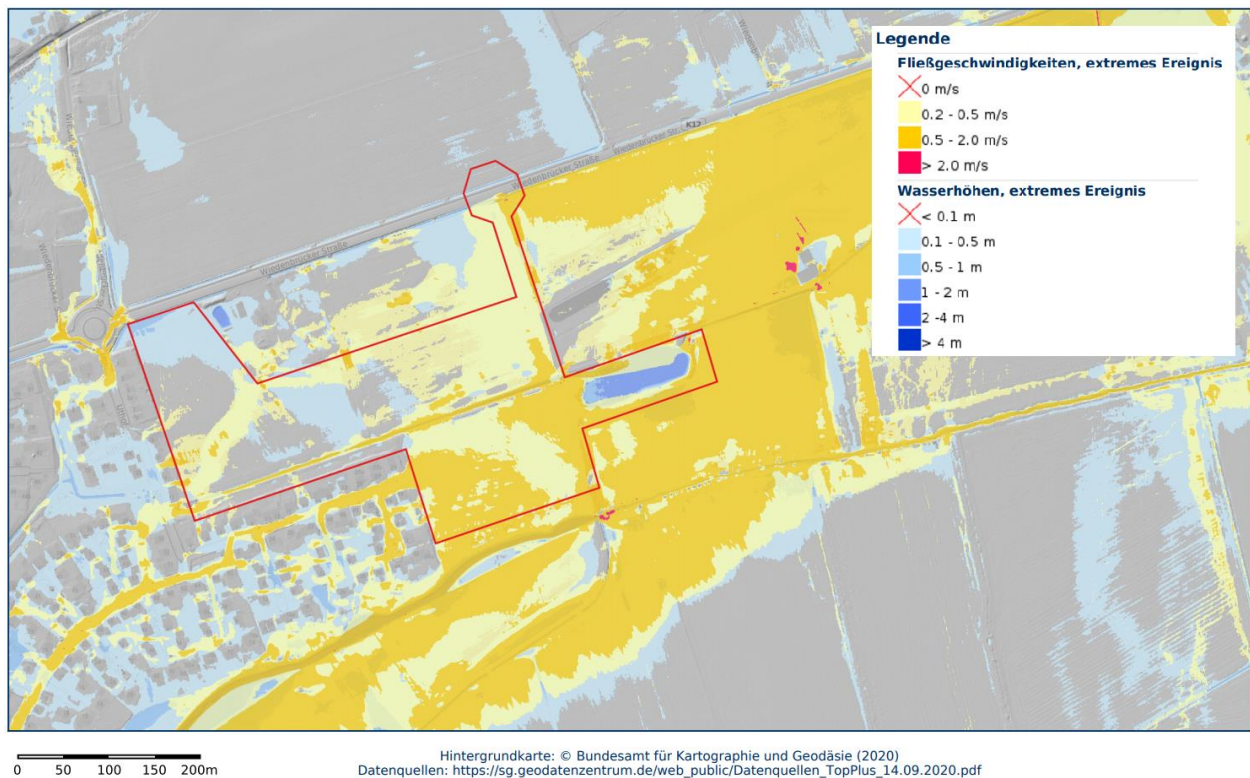 Legende
Fließgeschwindigkeiten, extremes Ereignis
0 m/s
0.2 - 0.5 m/s
0.5 - 2.0 m/s
> 2.0 m/s
Wasserhöhen, extremes Ereignis
< 0.1 m
0.1 - 0.5 m
0.5 - 1 m
1 - 2 m
2 -4 m
> 4 m
K12
Wiedenbrücker Str.
Wiedenbrücker Straße
Wiedenbrücker Straße
0 50 100 150 200m
Hintergrundkarte: © Bundesamt für Kartographie und Geodäsie (2020)
Datenquellen: https://sg.geodatenzentrum.de/web_public/Datenquellen_TopPlus_14.09.2020.pdf